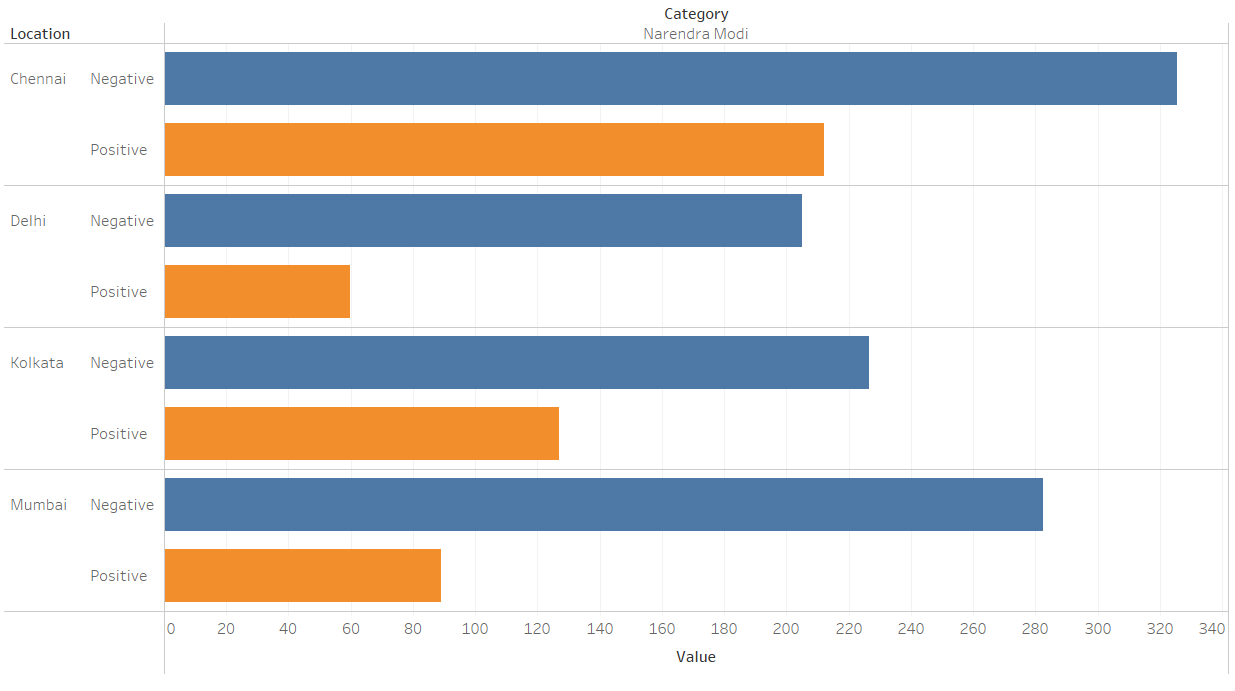 Category
Location Narendra Modi
Chennai Negative
Positive
Delhi Negative
Positive
Kolkata Negative
Positive
Mumbai Negative
Positive
0 20 40 60 80 100 120 140 160 180 200 220 240 260 280 300 320 340
Value